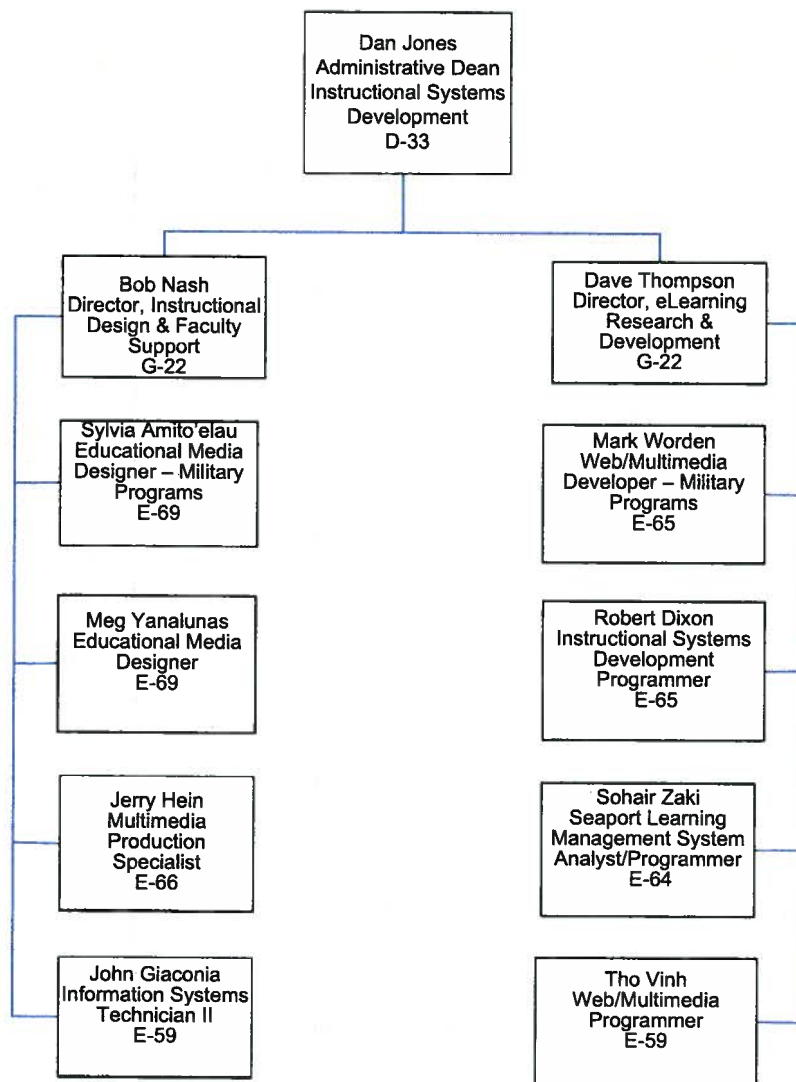 Dan Jones
Administrative Dean
Instructional Systems
Development
D-33
Bob Nash
Director, Instructional
Design & Faculty
Support
G-22
Sylvia Amito'elau
Educational Media
Designer – Military
Programs
E-69
Meg Yanalunas
Educational Media
Designer
E-69
Jerry Hein
Multimedia
Production
Specialist
E-66
John Giaconia
Information Systems
Technician II
E-59
Dave Thompson
Director, eLearning
Research &
Development
G-22
Mark Worden
Web/Multimedia
Developer – Military
Programs
E-65
Robert Dixon
Instructional Systems
Development
Programmer
E-65
Sohair Zaki
Seaport Learning
Management System
Analyst/Programmer
E-64
Tho Vinh
Web/Multimedia
Programmer
E-59